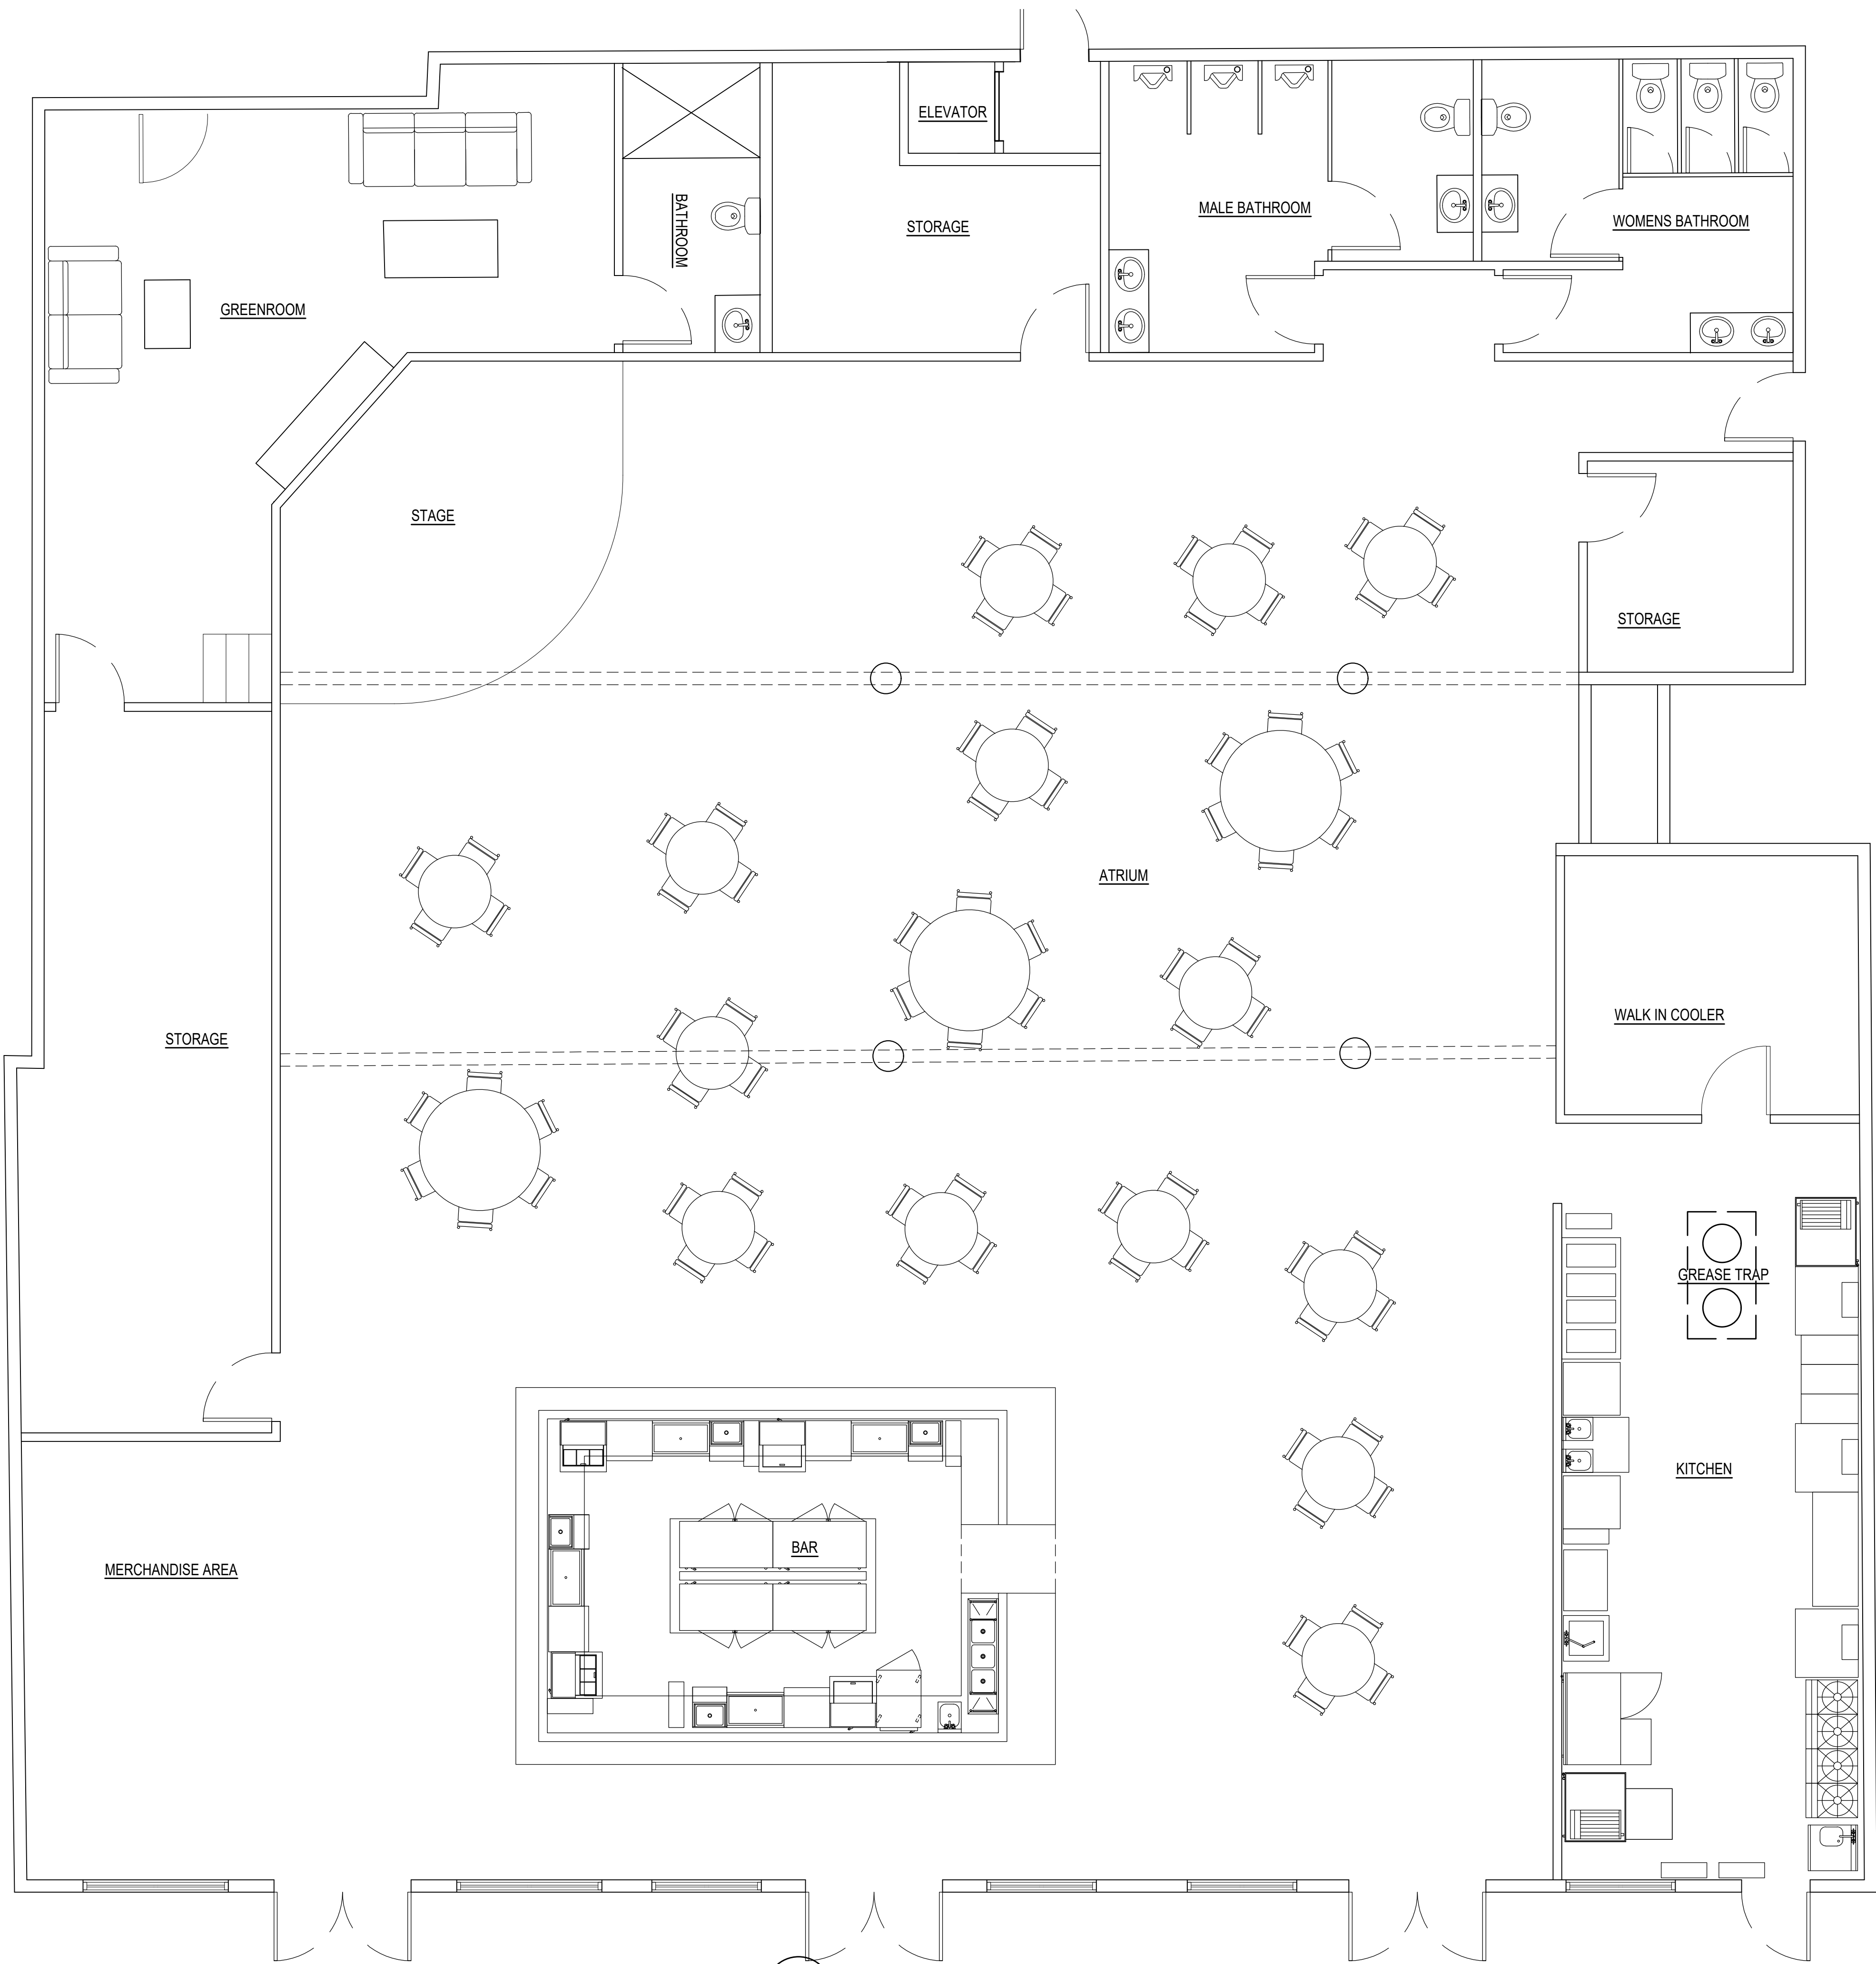 ELEVATOR
BATHROOM
STORAGE
MALE BATHROOM
WOMENS BATHROOM
GREENROOM
STAGE
STORAGE
ATRIUM
WALK IN COOLER
STORAGE
GREASE TRAP
KITCHEN
BAR
MERCHANDISE AREA